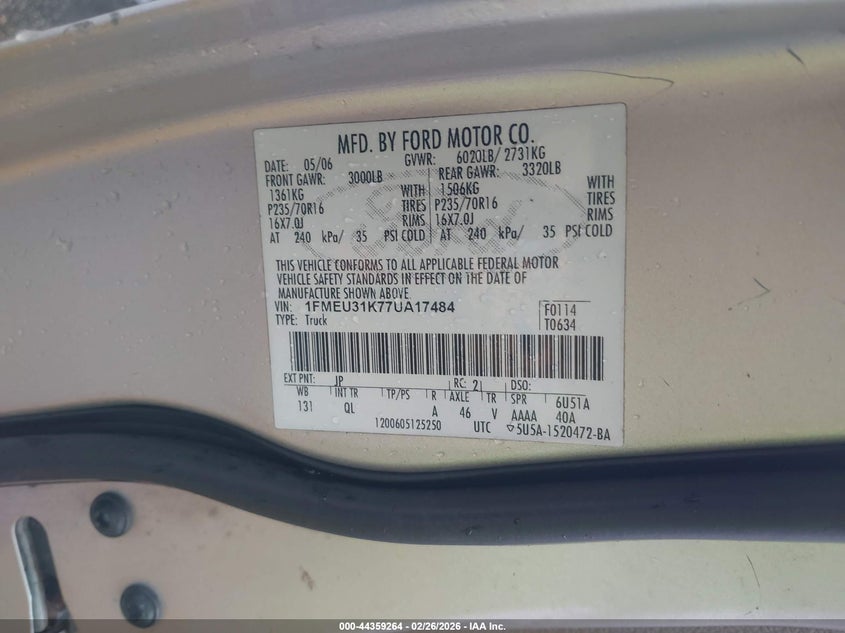 MFD. BY FORD MOTOR CO.
DATE: 05/06 GVWR: 6020LB/ 2731KG
FRONT GAWR: 3000LB REAR GAWR: 3320LB
1361KG WITH 1506KG WITH
P235/70R16 TIRES P235/70R16 TIRES
16X7.0J RIMS 16X7.0J RIMS
AT 240 kPa/ 35 PSI COLD AT 240 kPa/ 35 PSI COLD
THIS VEHICLE CONFORMS TO ALL APPLICABLE FEDERAL MOTOR
VEHICLE SAFETY STANDARDS IN EFFECT ON THE DATE OF
MANUFACTURE SHOWN ABOVE.
VIN: 1FMEU31K77UA17484 F0114
TYPE: Truck T0634
EXT PNT: JP RC: 21 DSO:
WB INT TR TP/PS R AXLE TR SPR 6U51A
131 QL A 46 V AAAA 40A
1200605125250 UTC ▽5U5A-1520472-BA
000-44359264 - 02/26/2026 - IAA Inc.